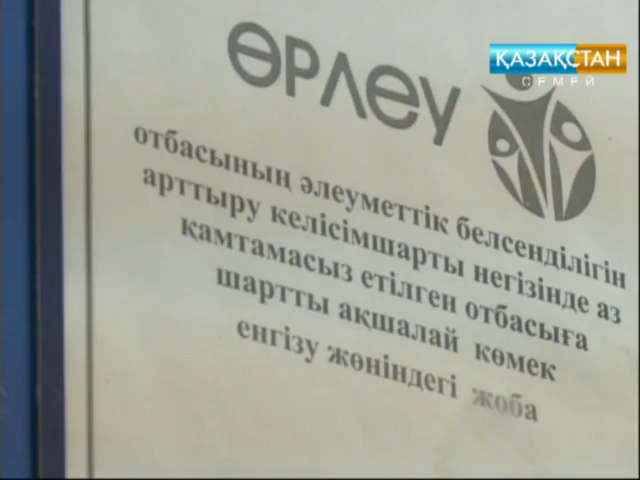 ҚАЗАҚСТАН
СЕМЕЙ
ӨРЛЕУ
отбасының әлеуметтік белсенділігін
арттыру келісімшарты негізінде аз
қамтамасыз етілген отбасыға
шартты ақшалай көмек
енгізу жөніндегі жоба